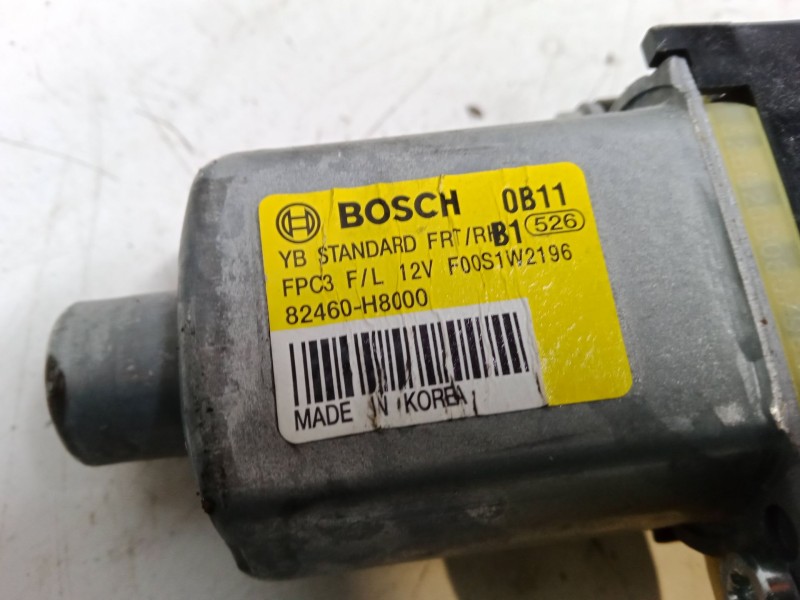 BOSCH 0B11
YB STANDARD FRT/RH B1 526
FPC3 F/L 12V F00S1W2196
82460-H8000
MADE IN KOREA